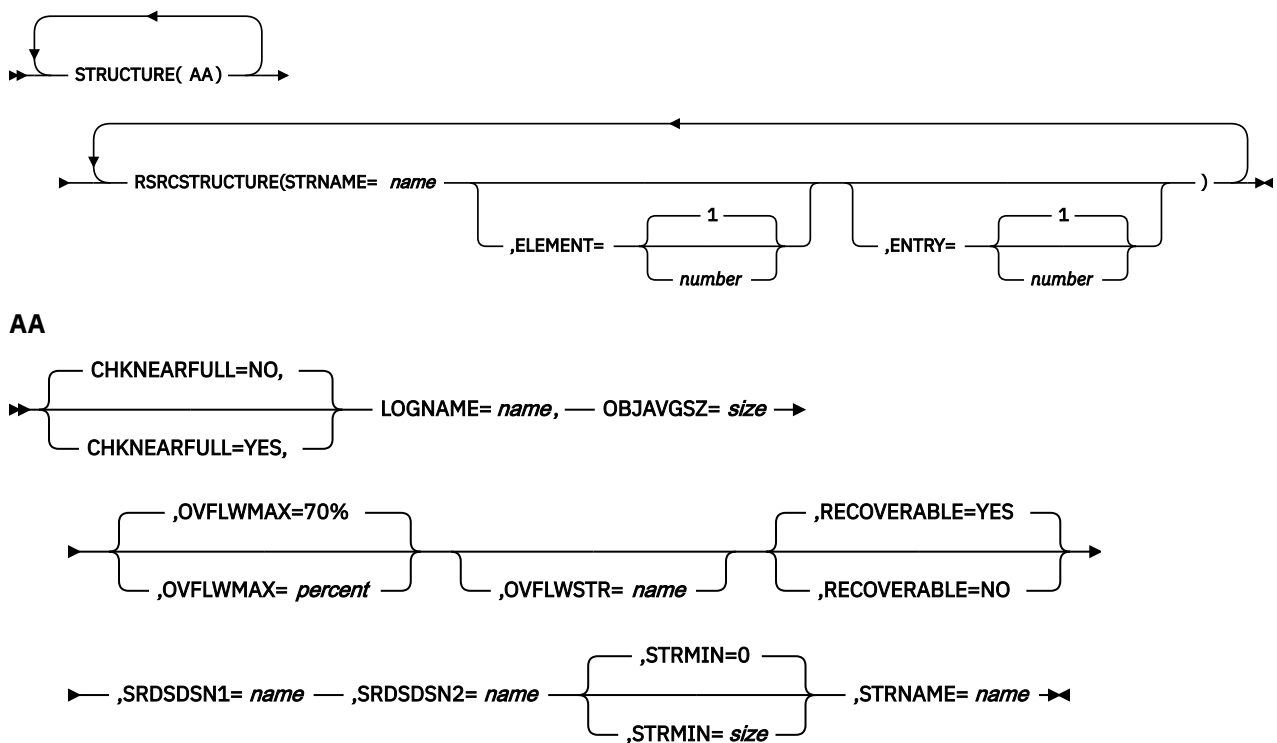 STRUCTURE( AA)
RSRCSTRUCTURE(STRNAME= name )
1 1
,ELEMENT= ,ENTRY=
number number
AA
CHKNEARFULL=NO,
LOGNAME= name, OBJAVGSZ= size
CHKNEARFULL=YES,
,OVFLWMAX=70% ,RECOVERABLE=YES
,OVFLWMAX= percent ,OVFLWSTR= name ,RECOVERABLE=NO
,STRMIN=0
,SRDSDSN1= name ,SRDSDSN2= name ,STRNAME= name
,STRMIN= size